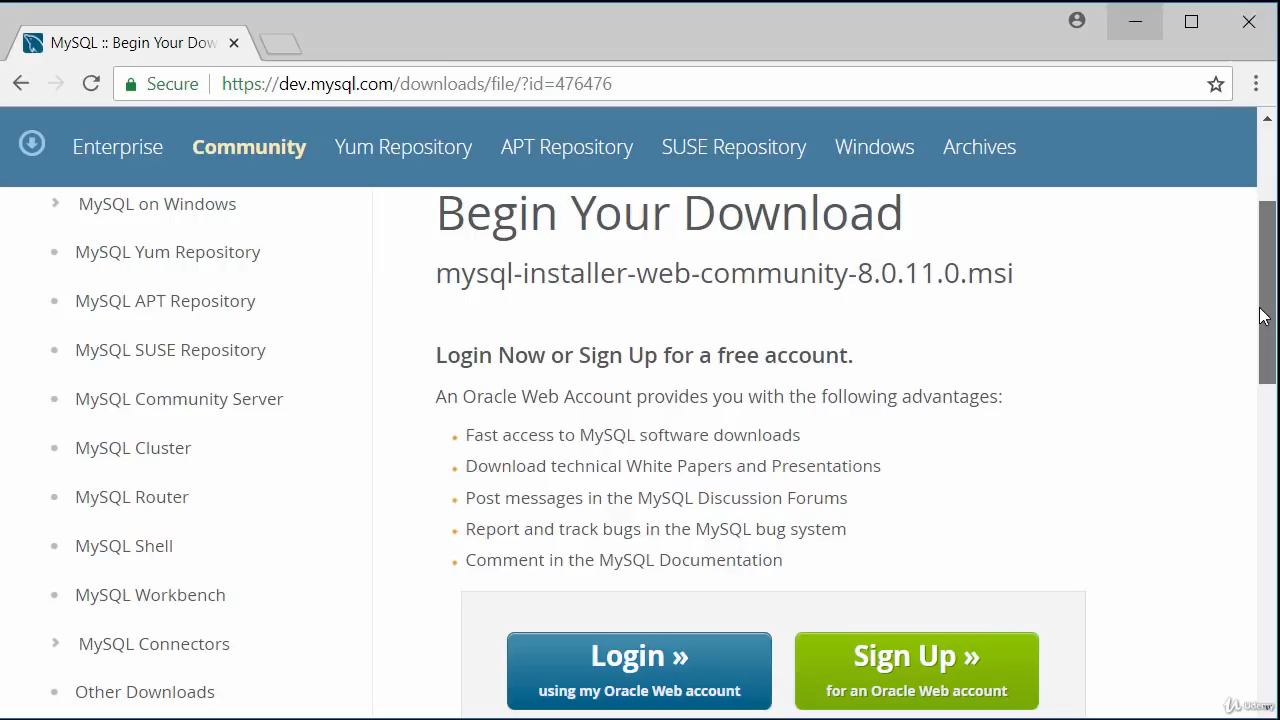 MySQL :: Begin Your Dow
Secure
https://dev.mysql.com/downloads/file/?id=476476
Enterprise Community Yum Repository APT Repository SUSE Repository Windows Archives
MySQL on Windows
MySQL Yum Repository
MySQL APT Repository
MySQL SUSE Repository
MySQL Community Server
MySQL Cluster
MySQL Router
MySQL Shell
MySQL Workbench
MySQL Connectors
Other Downloads
Begin Your Download
mysql-installer-web-community-8.0.11.0.msi
Login Now or Sign Up for a free account.
An Oracle Web Account provides you with the following advantages:
Fast access to MySQL software downloads
Download technical White Papers and Presentations
Post messages in the MySQL Discussion Forums
Report and track bugs in the MySQL bug system
Comment in the MySQL Documentation
Login »
using my Oracle Web account
Sign Up »
for an Oracle Web account
Udemy